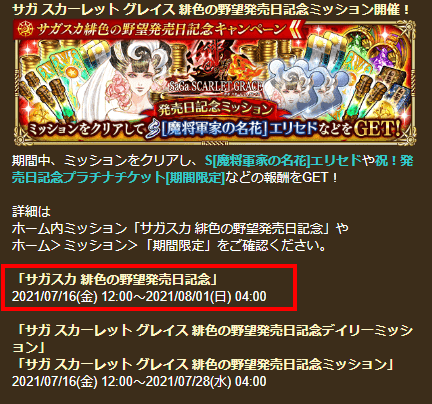 サガ スカーレット グレイス 緋色の野望発売日記念ミッション開催！
サガスカ緋色の野望発売日記念キャンペーン
SaGa SCARLET GRACE
発売日記念ミッション
ミッションをクリアしてS[魔将軍家の名花]エリセドなどをGET!
期間中、ミッションをクリアし、S[魔将軍家の名花]エリセドや祝！発
売日記念プラチナチケット[期間限定]などの報酬をGET！
詳細は
ホーム内ミッション「サガスカ 緋色の野望発売日記念」や
ホーム＞ミッション＞「期間限定」をご確認ください。
「サガスカ 緋色の野望発売日記念」
2021/07/16(金) 12:00～2021/08/01(日) 04:00
「サガ スカーレット グレイス 緋色の野望発売日記念デイリーミッシ
ョン」
「サガ スカーレット グレイス 緋色の野望発売日記念ミッション」
2021/07/16(金) 12:00～2021/07/28(水) 04:00